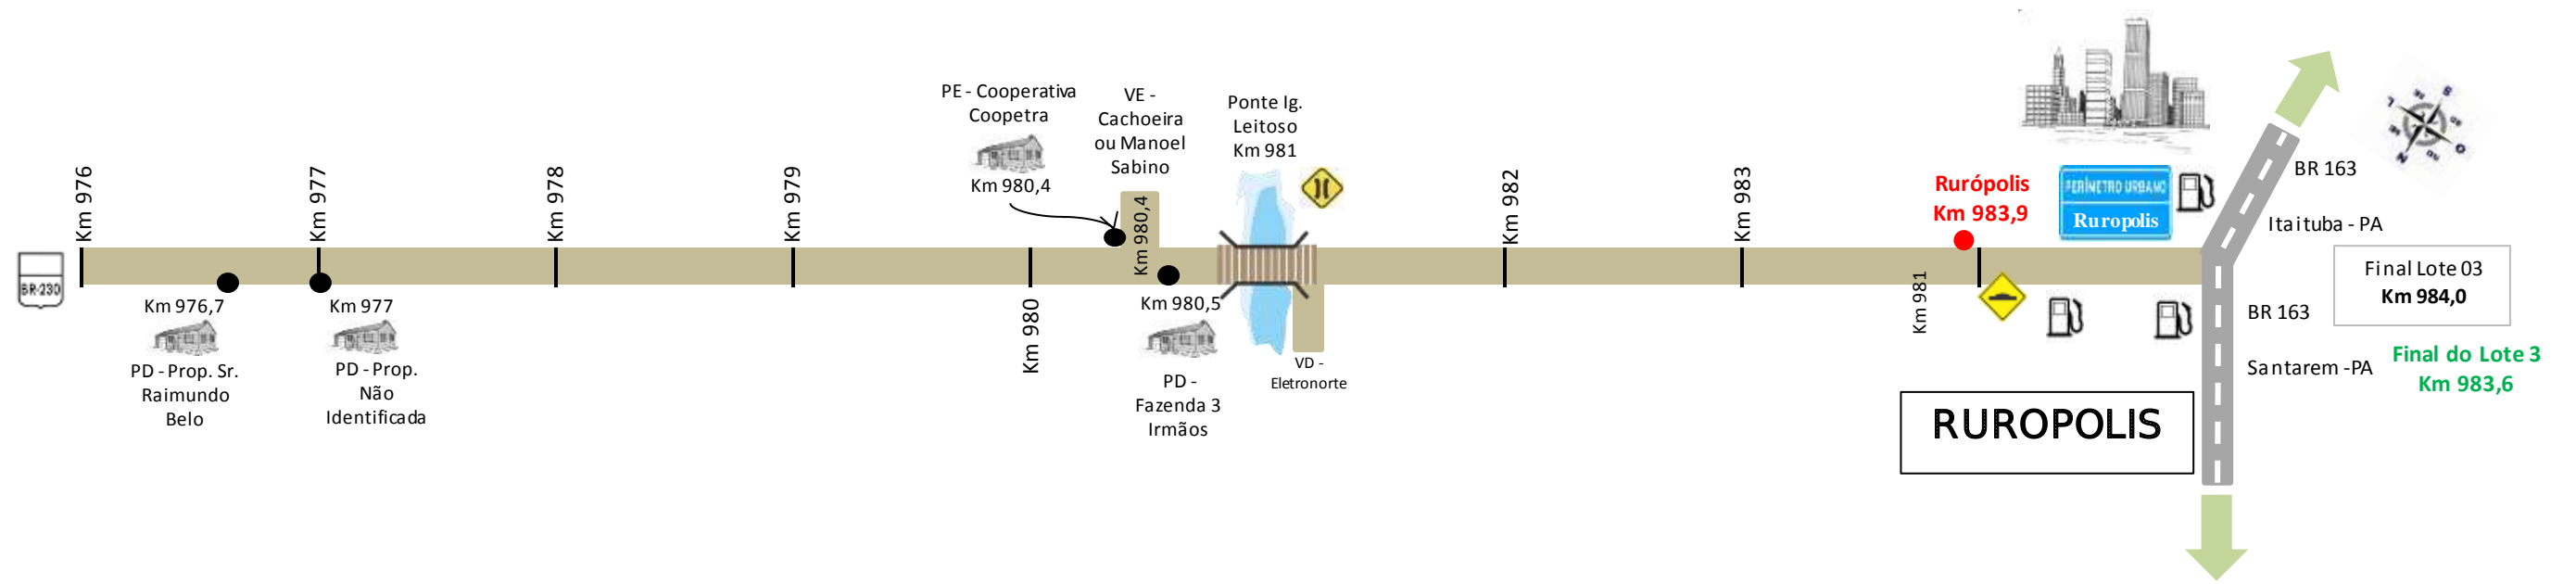 BR-230
Km 976
Km 976,7
PD - Prop. Sr.
Raimundo
Belo
Km 977
Km 977
PD - Prop.
Não
Identificada
Km 978
Km 979
PE - Cooperativa
Coopetra
Km 980,4
Km 980
VE -
Cachoeira
ou Manoel
Sabino
Km 980,4
Km 980,5
PD -
Fazenda 3
Irmãos
Ponte Ig.
Leitoso
Km 981
VD -
Eletronorte
Km 982
Km 983
Rurópolis
Km 983,9
Km 981
PERÍMETRO URBANO
Ruropolis
RUROPOLIS
BR 163
Itaituba - PA
Final Lote 03
Km 984,0
BR 163
Santarem -PA
Final do Lote 3
Km 983,6
S
L
O
N